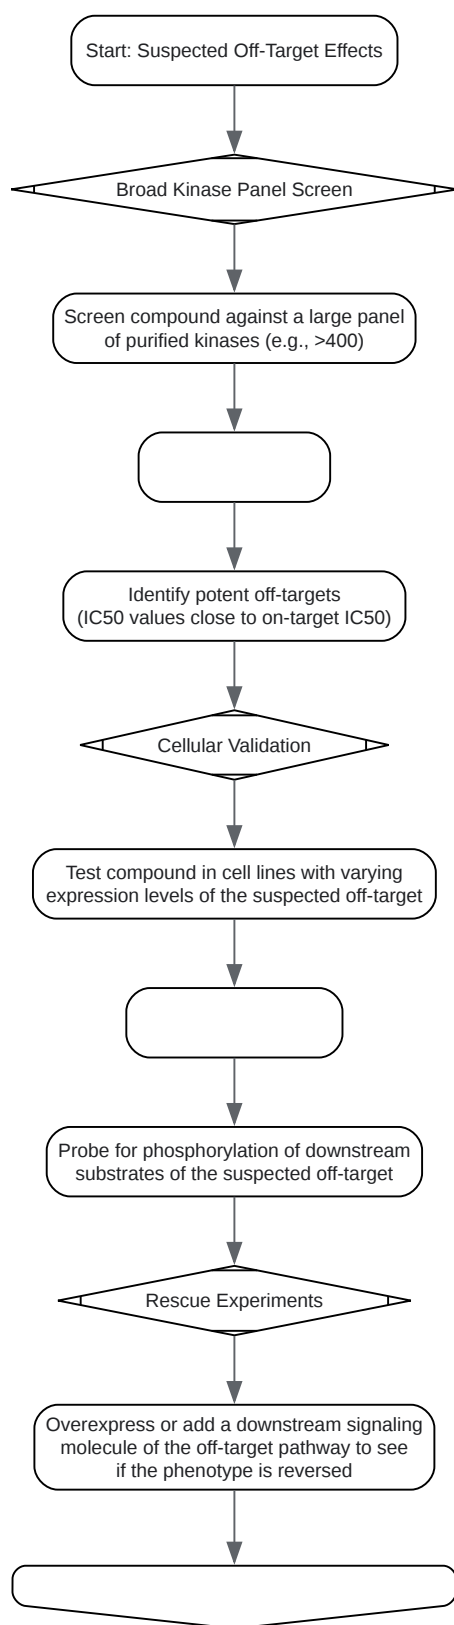 Start: Suspected Off-Target Effects
Broad Kinase Panel Screen
Screen compound against a large panel
of purified kinases (e.g., >400)
Identify potent off-targets
(IC50 values close to on-target IC50)
Cellular Validation
Test compound in cell lines with varying
expression levels of the suspected off-target
Probe for phosphorylation of downstream
substrates of the suspected off-target
Rescue Experiments
Overexpress or add a downstream signaling
molecule of the off-target pathway to see
if the phenotype is reversed